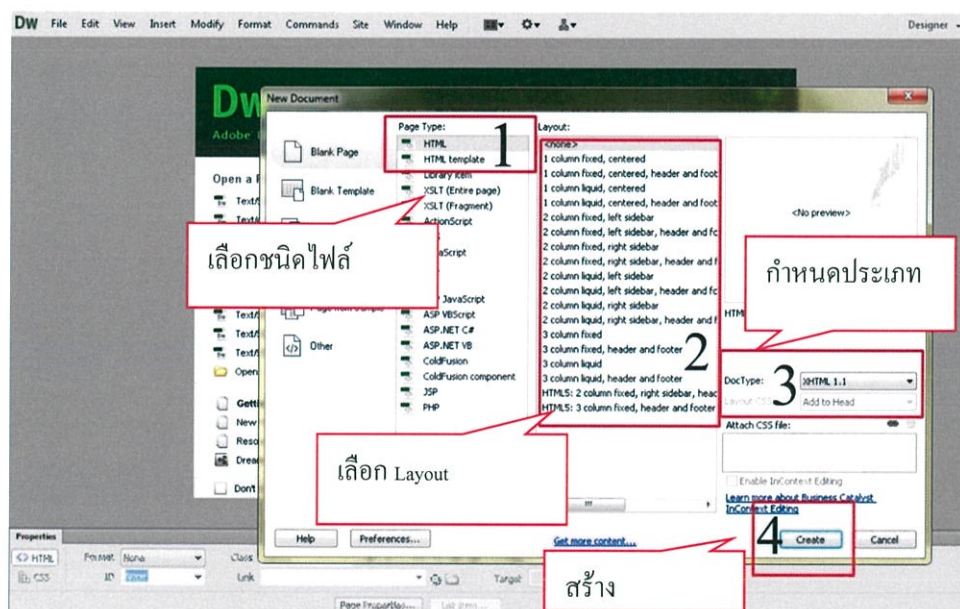 DW File Edit View Insert Modify Format Commands Site Window Help Designer
Dw
Adobe
New Document
Page Type:
Layout:
Blank Page
Blank Template
Other
1
HTML
HTML template
Library item
XSLT (Entire page)
XSLT (Fragment)
ActionScript
JavaScript
ASP VBScript
ASP.NET C#
ASP.NET VB
ColdFusion
ColdFusion component
JSP
PHP
<none>
1 column fixed, centered
1 column fixed, centered, header and foot
1 column liquid, centered
1 column liquid, centered, header and foot
2 column fixed, left sidebar
2 column fixed, left sidebar, header and fc
2 column fixed, right sidebar
2 column fixed, right sidebar, header and f
2 column liquid, left sidebar
2 column liquid, left sidebar, header and fc
2 column liquid, right sidebar
2 column liquid, right sidebar, header and f
3 column fixed
3 column fixed, header and footer
3 column liquid
3 column liquid, header and footer
HTML5: 2 column fixed, right sidebar, head
HTML5: 3 column fixed, header and footer
2
<No preview>
เลือกชนิดไฟล์
กำหนดประเภท
เลือก Layout
สร้าง
3
DocType: XHTML 1.1
Layout CSS: Add to Head
Attach CSS file:
Enable InContext Editing
Learn more about Business Catalyst
InContext Editing
4
Help
Preferences...
Get more content...
Create
Cancel
Open
New
Don't
Properties
HTML Format None Class
CSS ID Link Target
Page Properties... List Item...